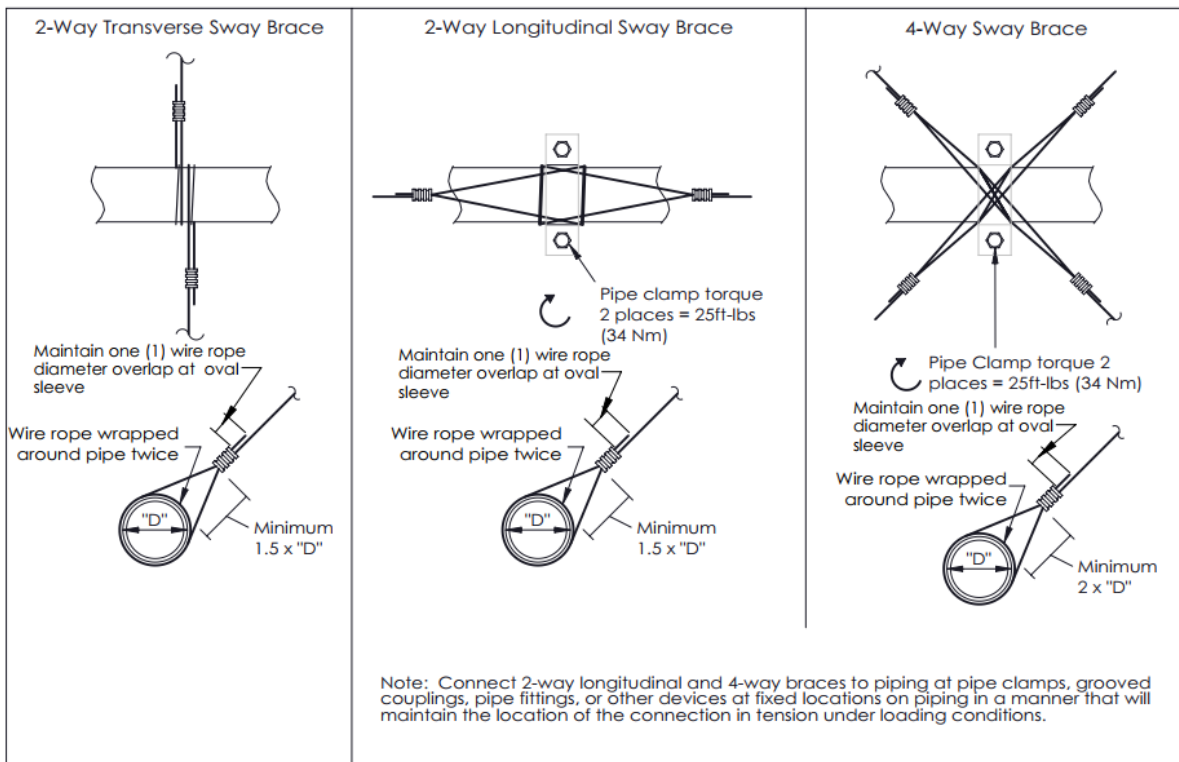 2-Way Transverse Sway Brace
Maintain one (1) wire rope
diameter overlap at oval
sleeve
Wire rope wrapped
around pipe twice
"D"
Minimum
1.5 x "D"
2-Way Longitudinal Sway Brace
Pipe clamp torque
2 places = 25ft-lbs
(34 Nm)
Maintain one (1) wire rope
diameter overlap at oval
sleeve
Wire rope wrapped
around pipe twice
"D"
Minimum
1.5 x "D"
4-Way Sway Brace
Pipe Clamp torque 2
places = 25ft-lbs (34 Nm)
Maintain one (1) wire rope
diameter overlap at oval
sleeve
Wire rope wrapped
around pipe twice
"D"
Minimum
2 x "D"
Note: Connect 2-way longitudinal and 4-way braces to piping at pipe clamps, grooved
couplings, pipe fittings, or other devices at fixed locations on piping in a manner that will
maintain the location of the connection in tension under loading conditions.